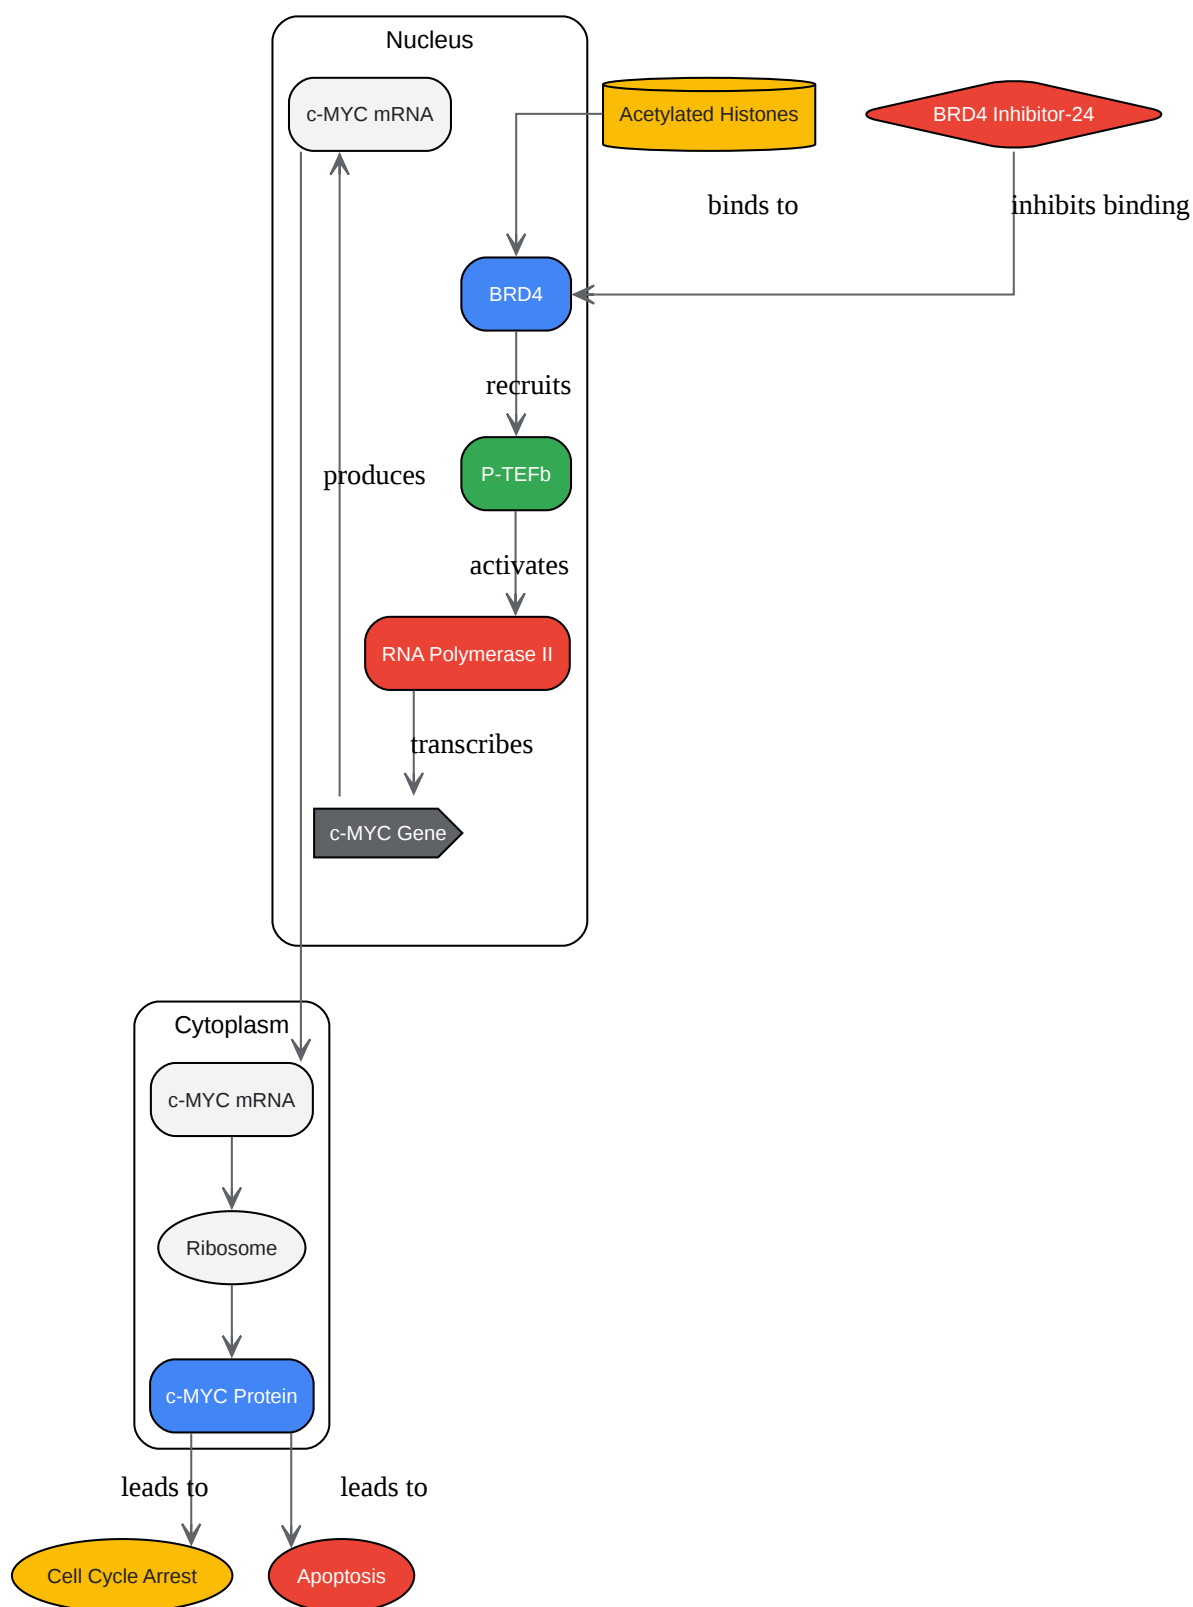 Nucleus
c-MYC mRNA
Acetylated Histones
BRD4 Inhibitor-24
binds to
inhibits binding
BRD4
recruits
produces
P-TEFb
activates
RNA Polymerase II
transcribes
c-MYC Gene
Cytoplasm
c-MYC mRNA
Ribosome
c-MYC Protein
leads to
leads to
Cell Cycle Arrest
Apoptosis